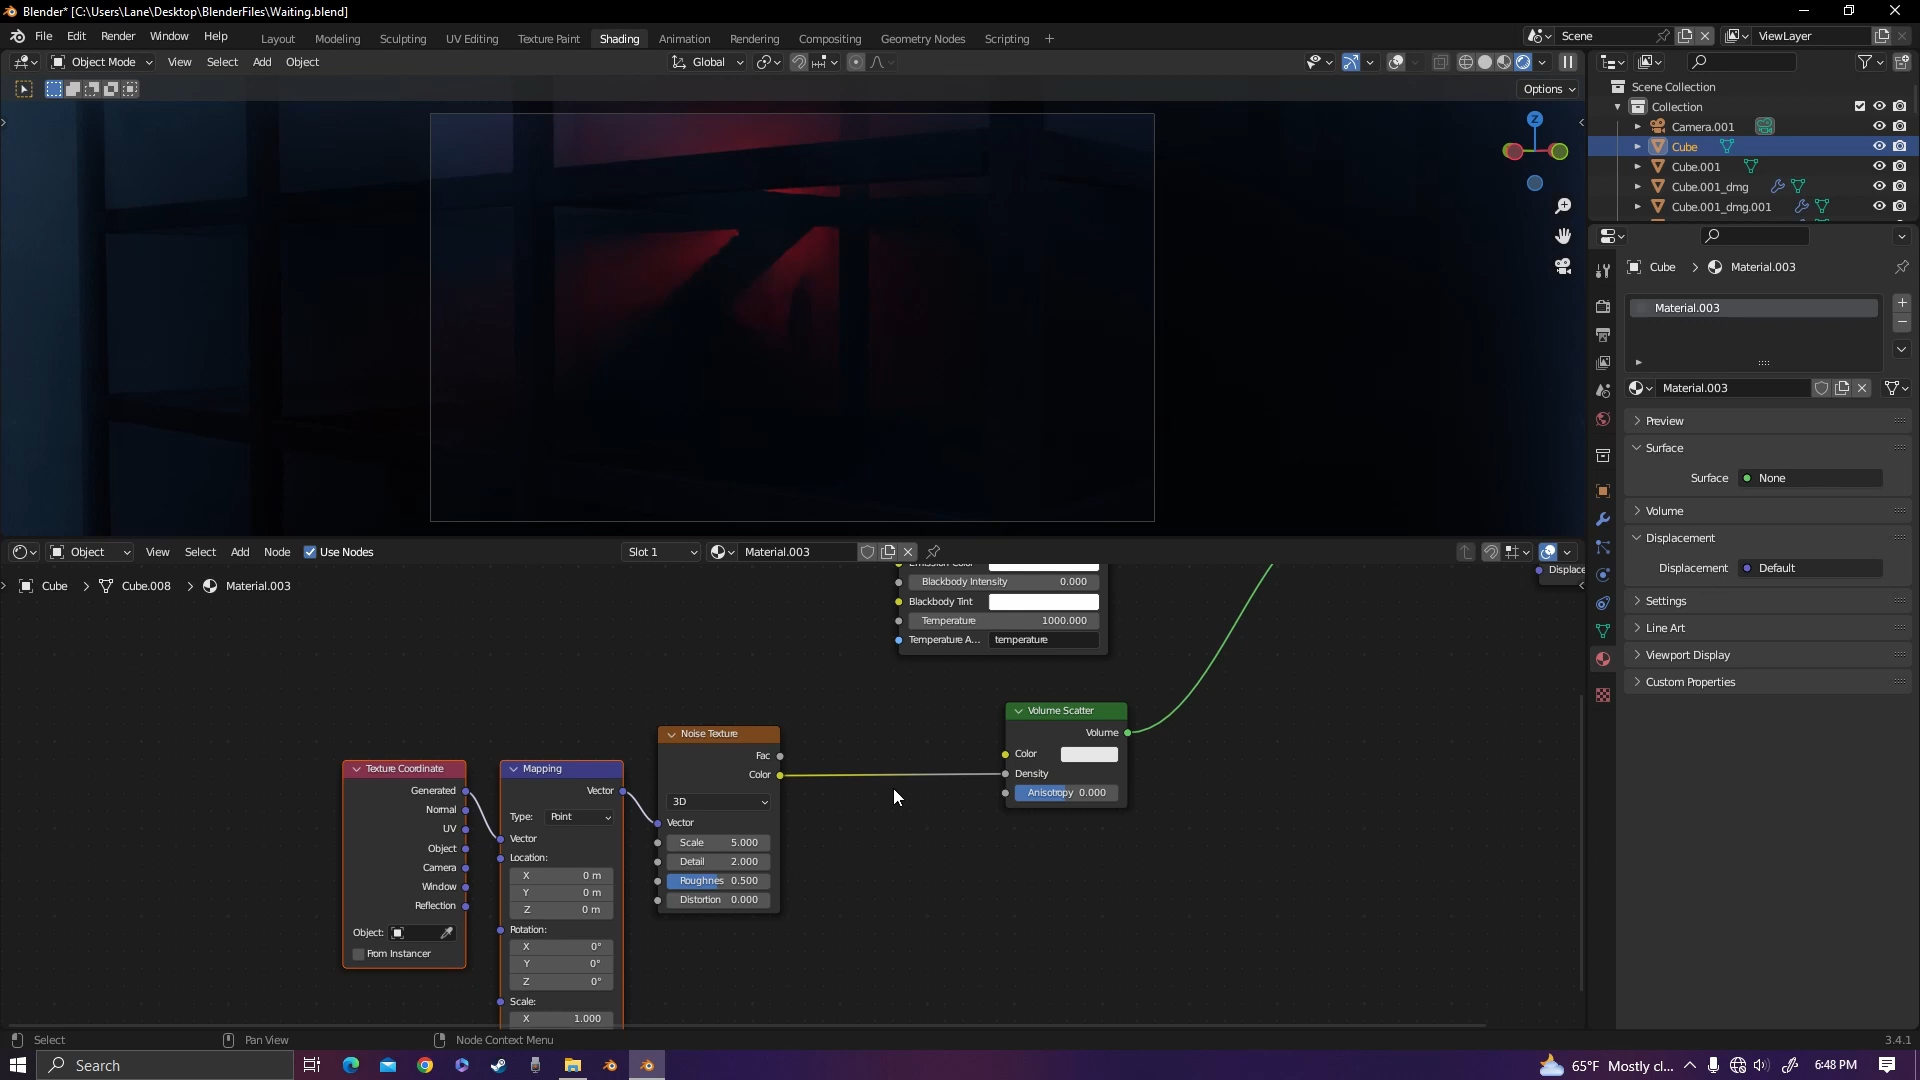 Blender* [C:\Users\Lane\Desktop\BlenderFiles\Waiting.blend]
File Edit Render Window Help Layout Modeling Sculpting UV Editing Texture Paint Shading Animation Rendering Compositing Geometry Nodes Scripting + Scene ViewLayer
Object Mode View Select Add Object Global
Options
Z
Scene Collection
Collection
Camera.001
Cube
Cube.001
Cube.001_dmg
Cube.001_dmg.001
Cube > Material.003
Material.003
Material.003
Preview
Surface
Surface None
Volume
Displacement
Displacement Default
Settings
Line Art
Viewport Display
Custom Properties
Object View Select Add Node Use Nodes Slot 1 Material.003
Cube > Cube.008 > Material.003
Displace
Emission Color
Blackbody Intensity 0.000
Blackbody Tint
Temperature 1000.000
Temperature A... temperature
Volume Scatter
Volume
Color
Density
Anisotropy 0.000
Noise Texture
Fac
Color
3D
Vector
Scale 5.000
Detail 2.000
Roughnes 0.500
Distortion 0.000
Texture Coordinate
Generated
Normal
UV
Object
Camera
Window
Reflection
Object:
From Instancer
Mapping
Vector
Type: Point
Vector
Location:
X 0 m
Y 0 m
Z 0 m
Rotation:
X 0°
Y 0°
Z 0°
Scale:
X 1.000
Select Pan View Node Context Menu 3.4.1
Search 65°F Mostly cl... 6:48 PM